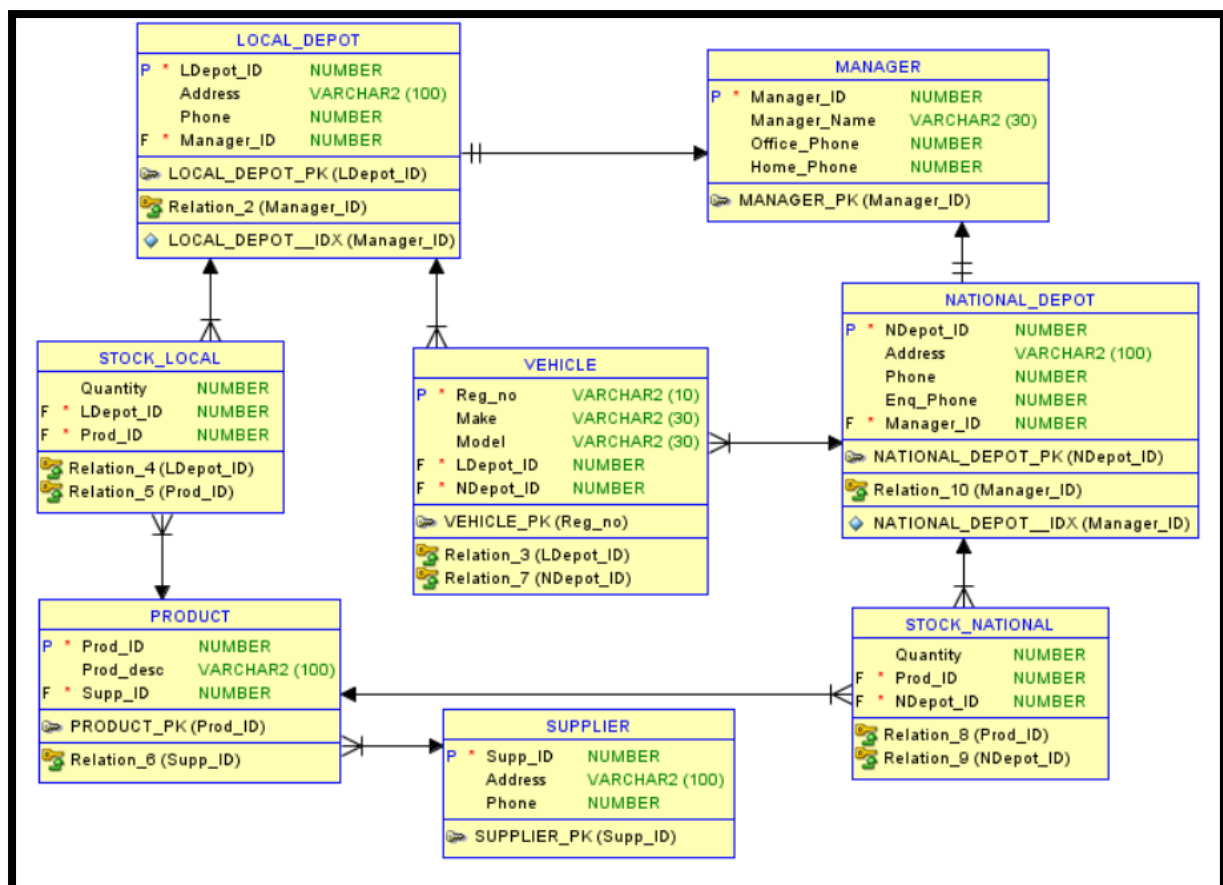 LOCAL_DEPOT
P * LDepot_ID NUMBER
Address VARCHAR2 (100)
Phone NUMBER
F * Manager_ID NUMBER
LOCAL_DEPOT_PK (LDepot_ID)
Relation_2 (Manager_ID)
LOCAL_DEPOT__IDX (Manager_ID)
MANAGER
P * Manager_ID NUMBER
Manager_Name VARCHAR2 (30)
Office_Phone NUMBER
Home_Phone NUMBER
MANAGER_PK (Manager_ID)
NATIONAL_DEPOT
P * NDepot_ID NUMBER
Address VARCHAR2 (100)
Phone NUMBER
Enq_Phone NUMBER
F * Manager_ID NUMBER
NATIONAL_DEPOT_PK (NDepot_ID)
Relation_10 (Manager_ID)
NATIONAL_DEPOT__IDX (Manager_ID)
STOCK_LOCAL
Quantity NUMBER
F * LDepot_ID NUMBER
F * Prod_ID NUMBER
Relation_4 (LDepot_ID)
Relation_5 (Prod_ID)
VEHICLE
P * Reg_no VARCHAR2 (10)
Make VARCHAR2 (30)
Model VARCHAR2 (30)
F * LDepot_ID NUMBER
F * NDepot_ID NUMBER
VEHICLE_PK (Reg_no)
Relation_3 (LDepot_ID)
Relation_7 (NDepot_ID)
PRODUCT
P * Prod_ID NUMBER
Prod_desc VARCHAR2 (100)
F * Supp_ID NUMBER
PRODUCT_PK (Prod_ID)
Relation_6 (Supp_ID)
STOCK_NATIONAL
Quantity NUMBER
F * Prod_ID NUMBER
F * NDepot_ID NUMBER
Relation_8 (Prod_ID)
Relation_9 (NDepot_ID)
SUPPLIER
P * Supp_ID NUMBER
Address VARCHAR2 (100)
Phone NUMBER
SUPPLIER_PK (Supp_ID)